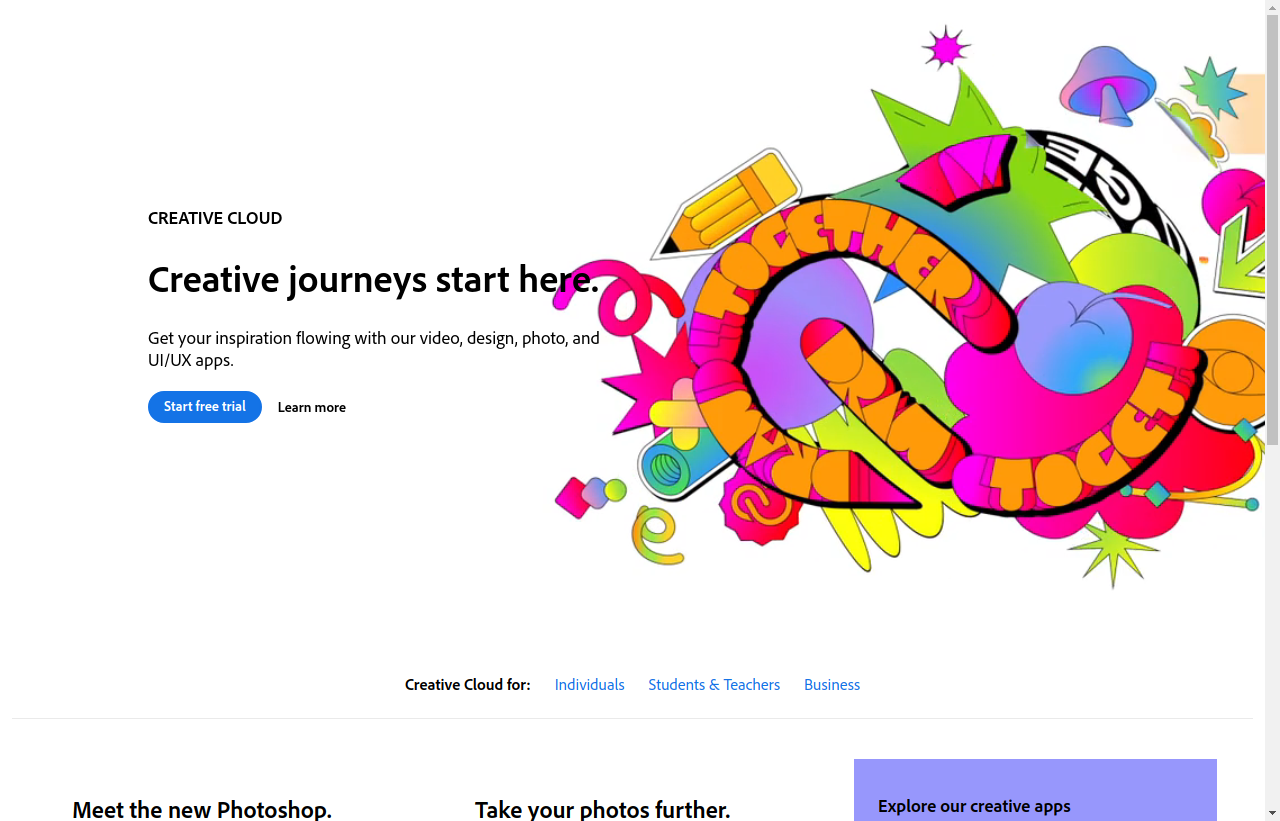 CREATIVE CLOUD
Creative journeys start here.
Get your inspiration flowing with our video, design, photo, and
UI/UX apps.
Start free trial
Learn more
TOGETHER
TOGETHER
Creative Cloud for:
Individuals
Students & Teachers
Business
Meet the new Photoshop.
Take your photos further.
Explore our creative apps